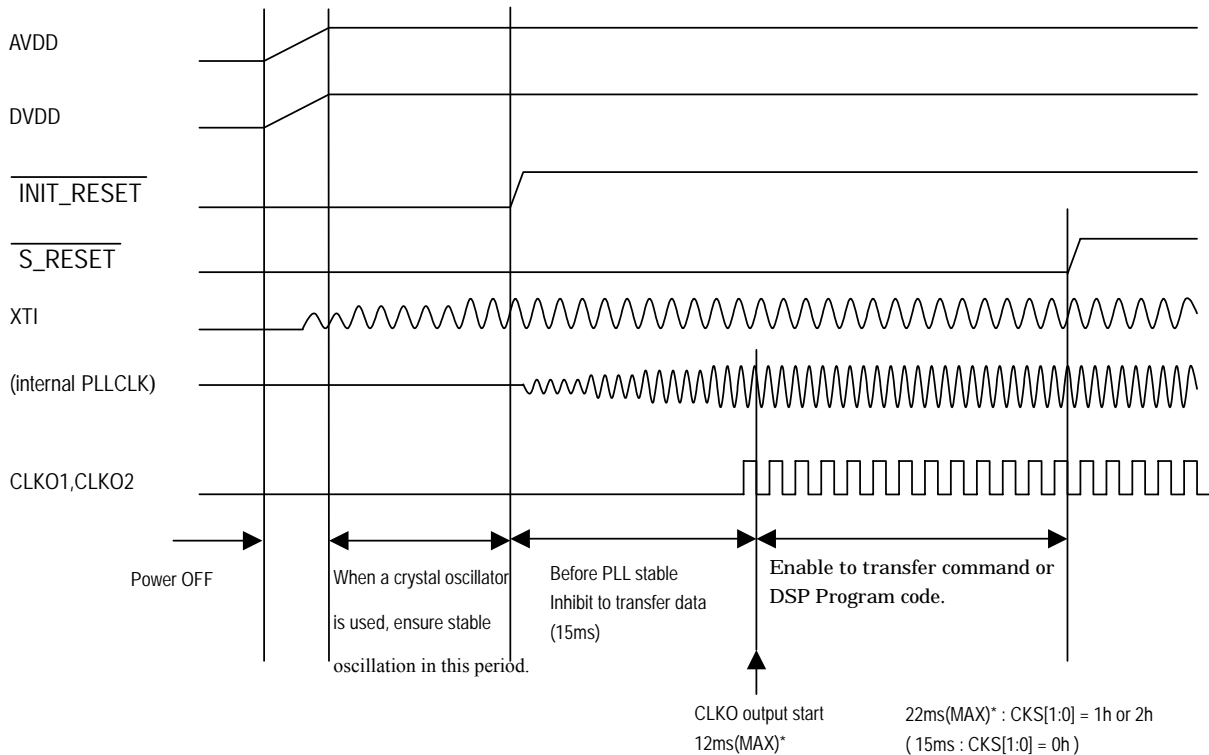 AVDD
DVDD
INIT_RESET
S_RESET
XTI
(internal PLLCLK)
CLKO1,CLKO2
Power OFF
When a crystal oscillator
is used, ensure stable
oscillation in this period.
Before PLL stable
Inhibit to transfer data
(15ms)
Enable to transfer command or
DSP Program code.
CLKO output start
12ms(MAX)*
22ms(MAX)* : CKS[1:0] = 1h or 2h
( 15ms : CKS[1:0] = 0h )